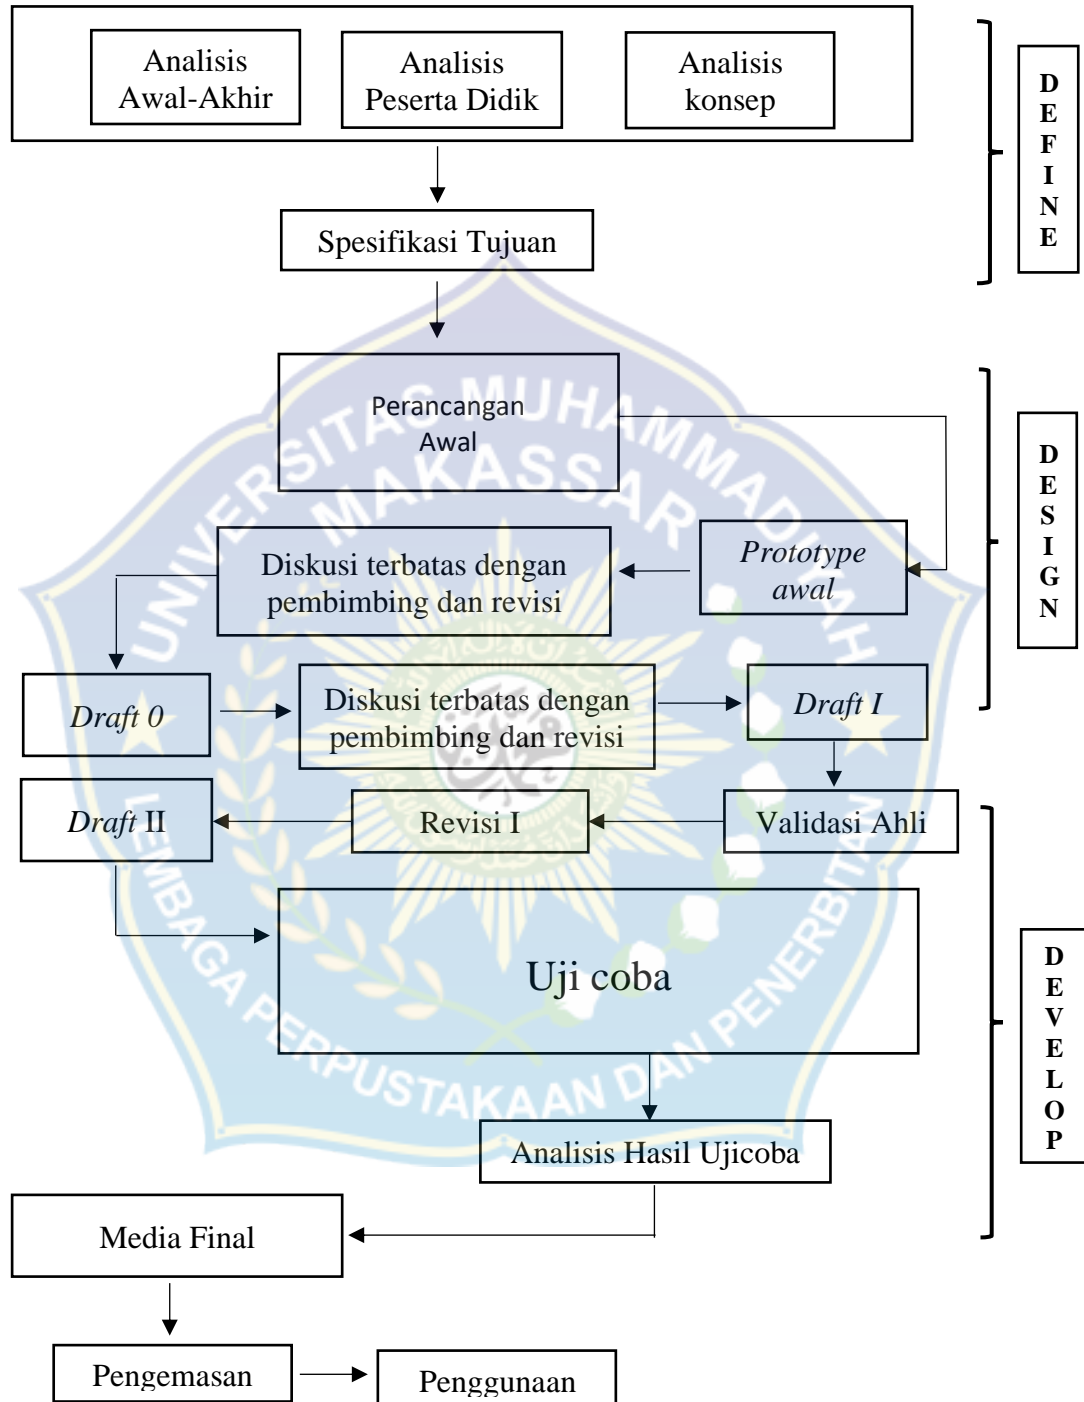 Analisis
Awal-Akhir
Analisis
Peserta Didik
Analisis
konsep
D
E
F
I
N
E
Spesifikasi Tujuan
Perancangan
Awal
D
E
S
I
G
N
Prototype
awal
Diskusi terbatas dengan
pembimbing dan revisi
Draft 0
Diskusi terbatas dengan
pembimbing dan revisi
Draft I
Draft II
Revisi I
Validasi Ahli
Uji coba
D
E
V
E
L
O
P
Analisis Hasil Ujicoba
Media Final
Pengemasan
Penggunaan
UNIVERSITAS MUHAMMADIYAH
MAKASSAR
LEMBAGA PERPUSTAKAAN DAN PENERBITAN